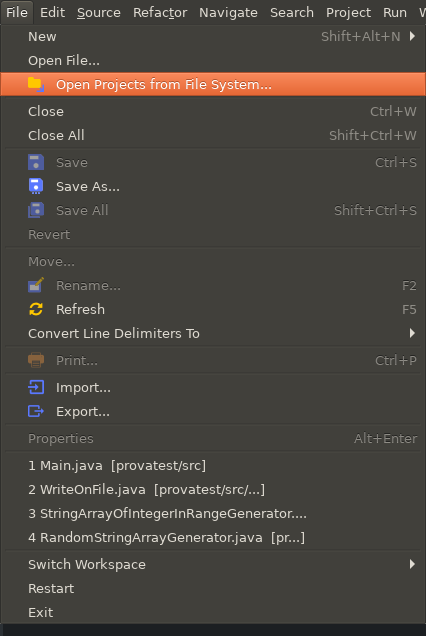 File Edit Source Refactor Navigate Search Project Run
New Shift+Alt+N
Open File...
Open Projects from File System...
Close Ctrl+W
Close All Shift+Ctrl+W
Save Ctrl+S
Save As...
Save All Shift+Ctrl+S
Revert
Move...
Rename... F2
Refresh F5
Convert Line Delimiters To
Print... Ctrl+P
Import...
Export...
Properties Alt+Enter
1 Main.java [provatest/src]
2 WriteOnFile.java [provatest/src/...]
3 StringArrayOfIntegerInRangeGenerator....
4 RandomStringArrayGenerator.java [pr...]
Switch Workspace
Restart
Exit